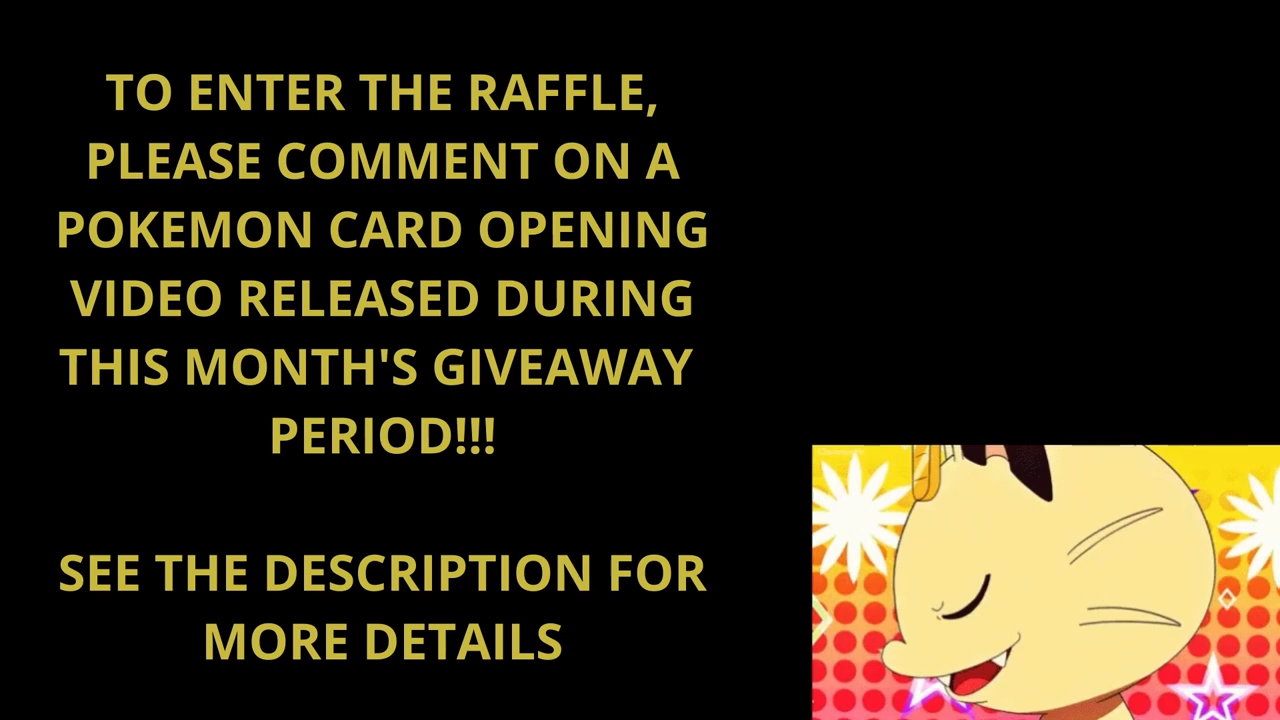 TO ENTER THE RAFFLE,
PLEASE COMMENT ON A
POKEMON CARD OPENING
VIDEO RELEASED DURING
THIS MONTH'S GIVEAWAY
PERIOD!!!
SEE THE DESCRIPTION FOR
MORE DETAILS